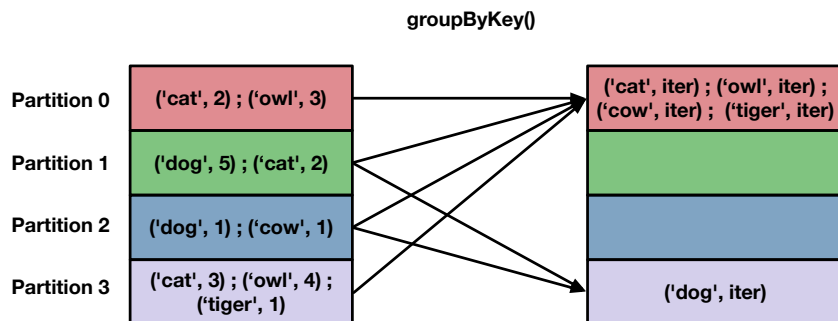 groupByKey()
Partition 0
('cat', 2) ; (‘owl’, 3)
('cat', iter) ; (‘owl’, iter) ;
(‘cow’, iter) ;  (‘tiger’, iter)
Partition 1
('dog’, 5) ; (‘cat’, 2)
Partition 2
('dog’, 1) ; (‘cow’, 1)
Partition 3
('cat’, 3) ; (‘owl’, 4) ;
(‘tiger’, 1)
('dog’, iter)